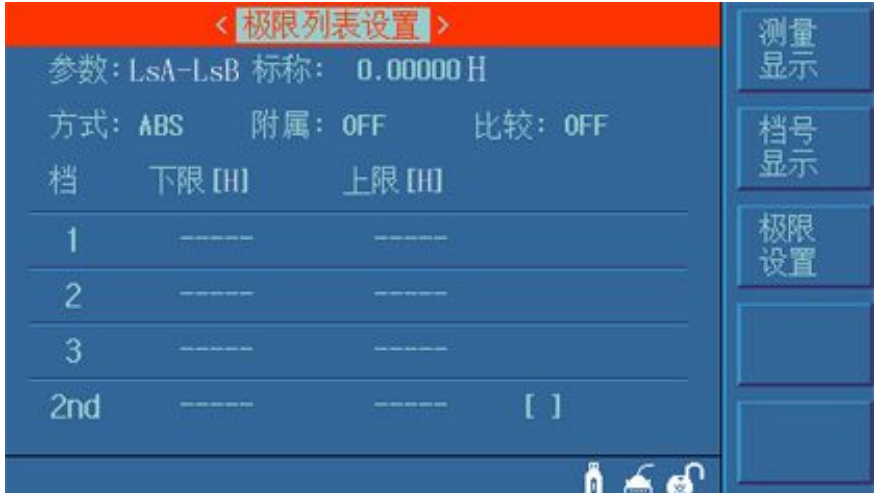 < 极限列表设置 >
参数:LsA-LsB 标称: 0.00000 H
方式: ABS 附属: OFF 比较: OFF
档 下限[H] 上限[H]
1 ----- -----
2 ----- -----
3 ----- -----
2nd ----- ----- [ ]
测量
显示
档号
显示
极限
设置